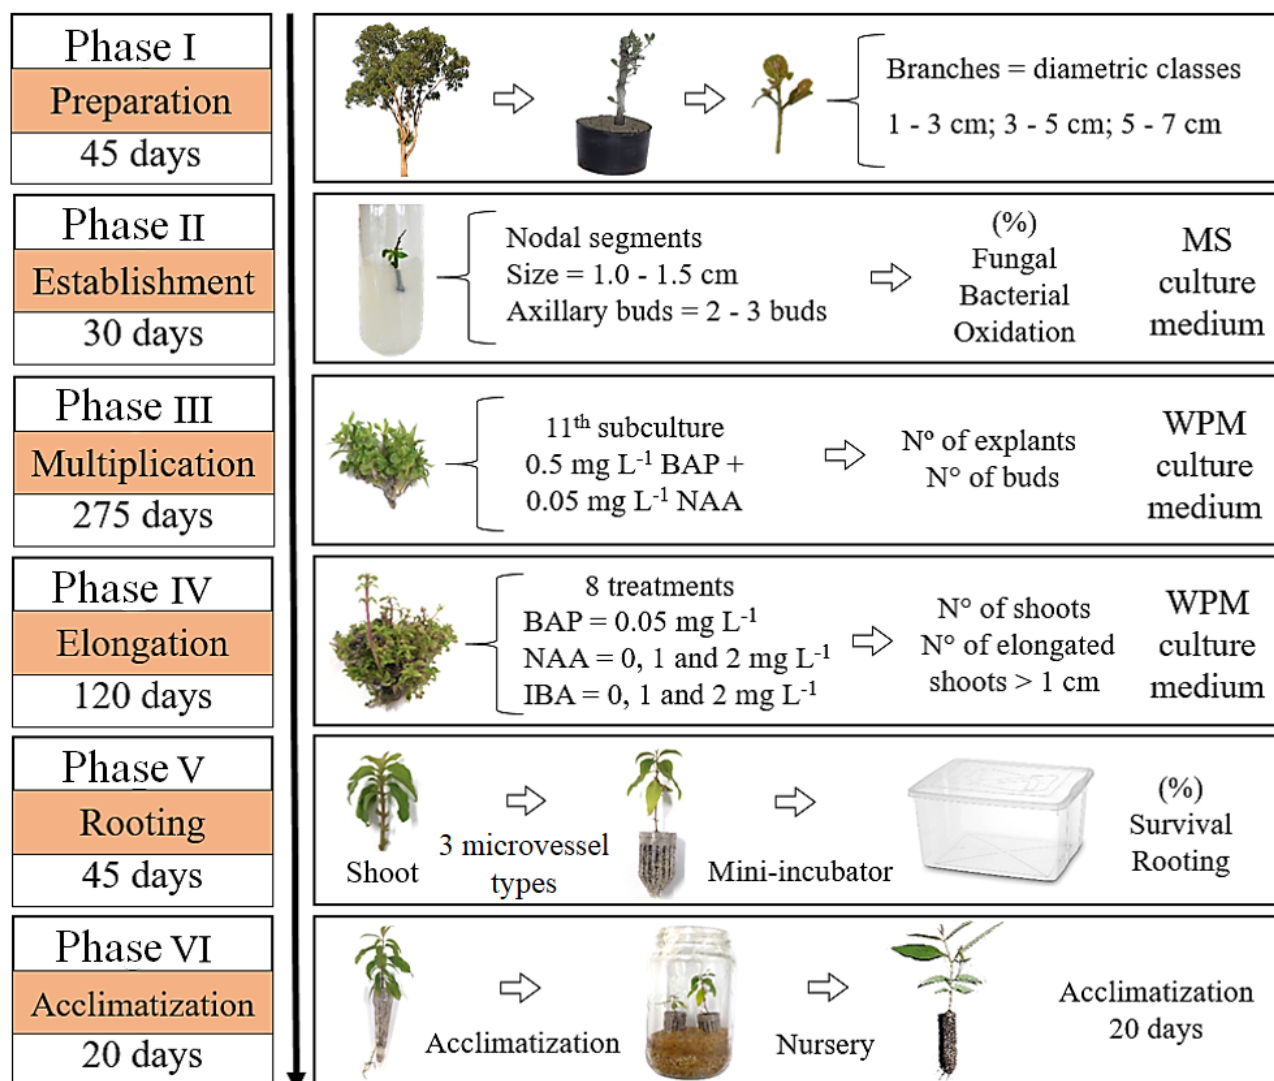 Phase I
Preparation
45 days
Branches = diametric classes
1 - 3 cm; 3 - 5 cm; 5 - 7 cm
Phase II
Establishment
30 days
Nodal segments
Size = 1.0 - 1.5 cm
Axillary buds = 2 - 3 buds
(%)
Fungal
Bacterial
Oxidation
MS
culture
medium
Phase III
Multiplication
275 days
11th subculture
0.5 mg L-1 BAP +
0.05 mg L-1 NAA
Nº of explants
N° of buds
WPM
culture
medium
Phase IV
Elongation
120 days
8 treatments
BAP = 0.05 mg L-1
NAA = 0, 1 and 2 mg L-1
IBA = 0, 1 and 2 mg L-1
N° of shoots
N° of elongated
shoots > 1 cm
WPM
culture
medium
Phase V
Rooting
45 days
Shoot
3 microvessel
types
Mini-incubator
(%)
Survival
Rooting
Phase VI
Acclimatization
20 days
Acclimatization
Nursery
Acclimatization
20 days